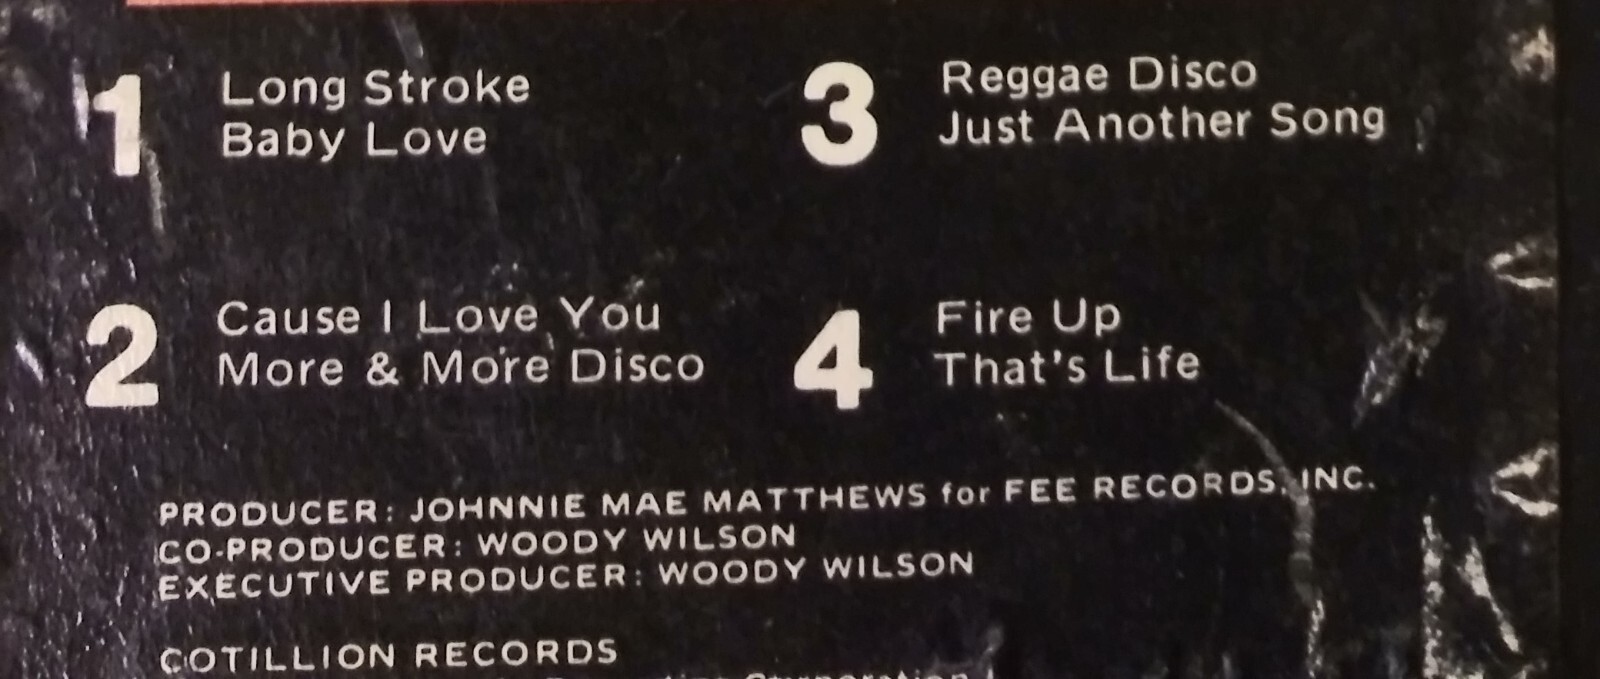 1
Long Stroke
Baby Love
2
Cause I Love You
More & More Disco
3
Reggae Disco
Just Another Song
4
Fire Up
That's Life
PRODUCER: JOHNNIE MAE MATTHEWS for FEE RECORDS, INC.
CO-PRODUCER: WOODY WILSON
EXECUTIVE PRODUCER: WOODY WILSON
COTILLION RECORDS